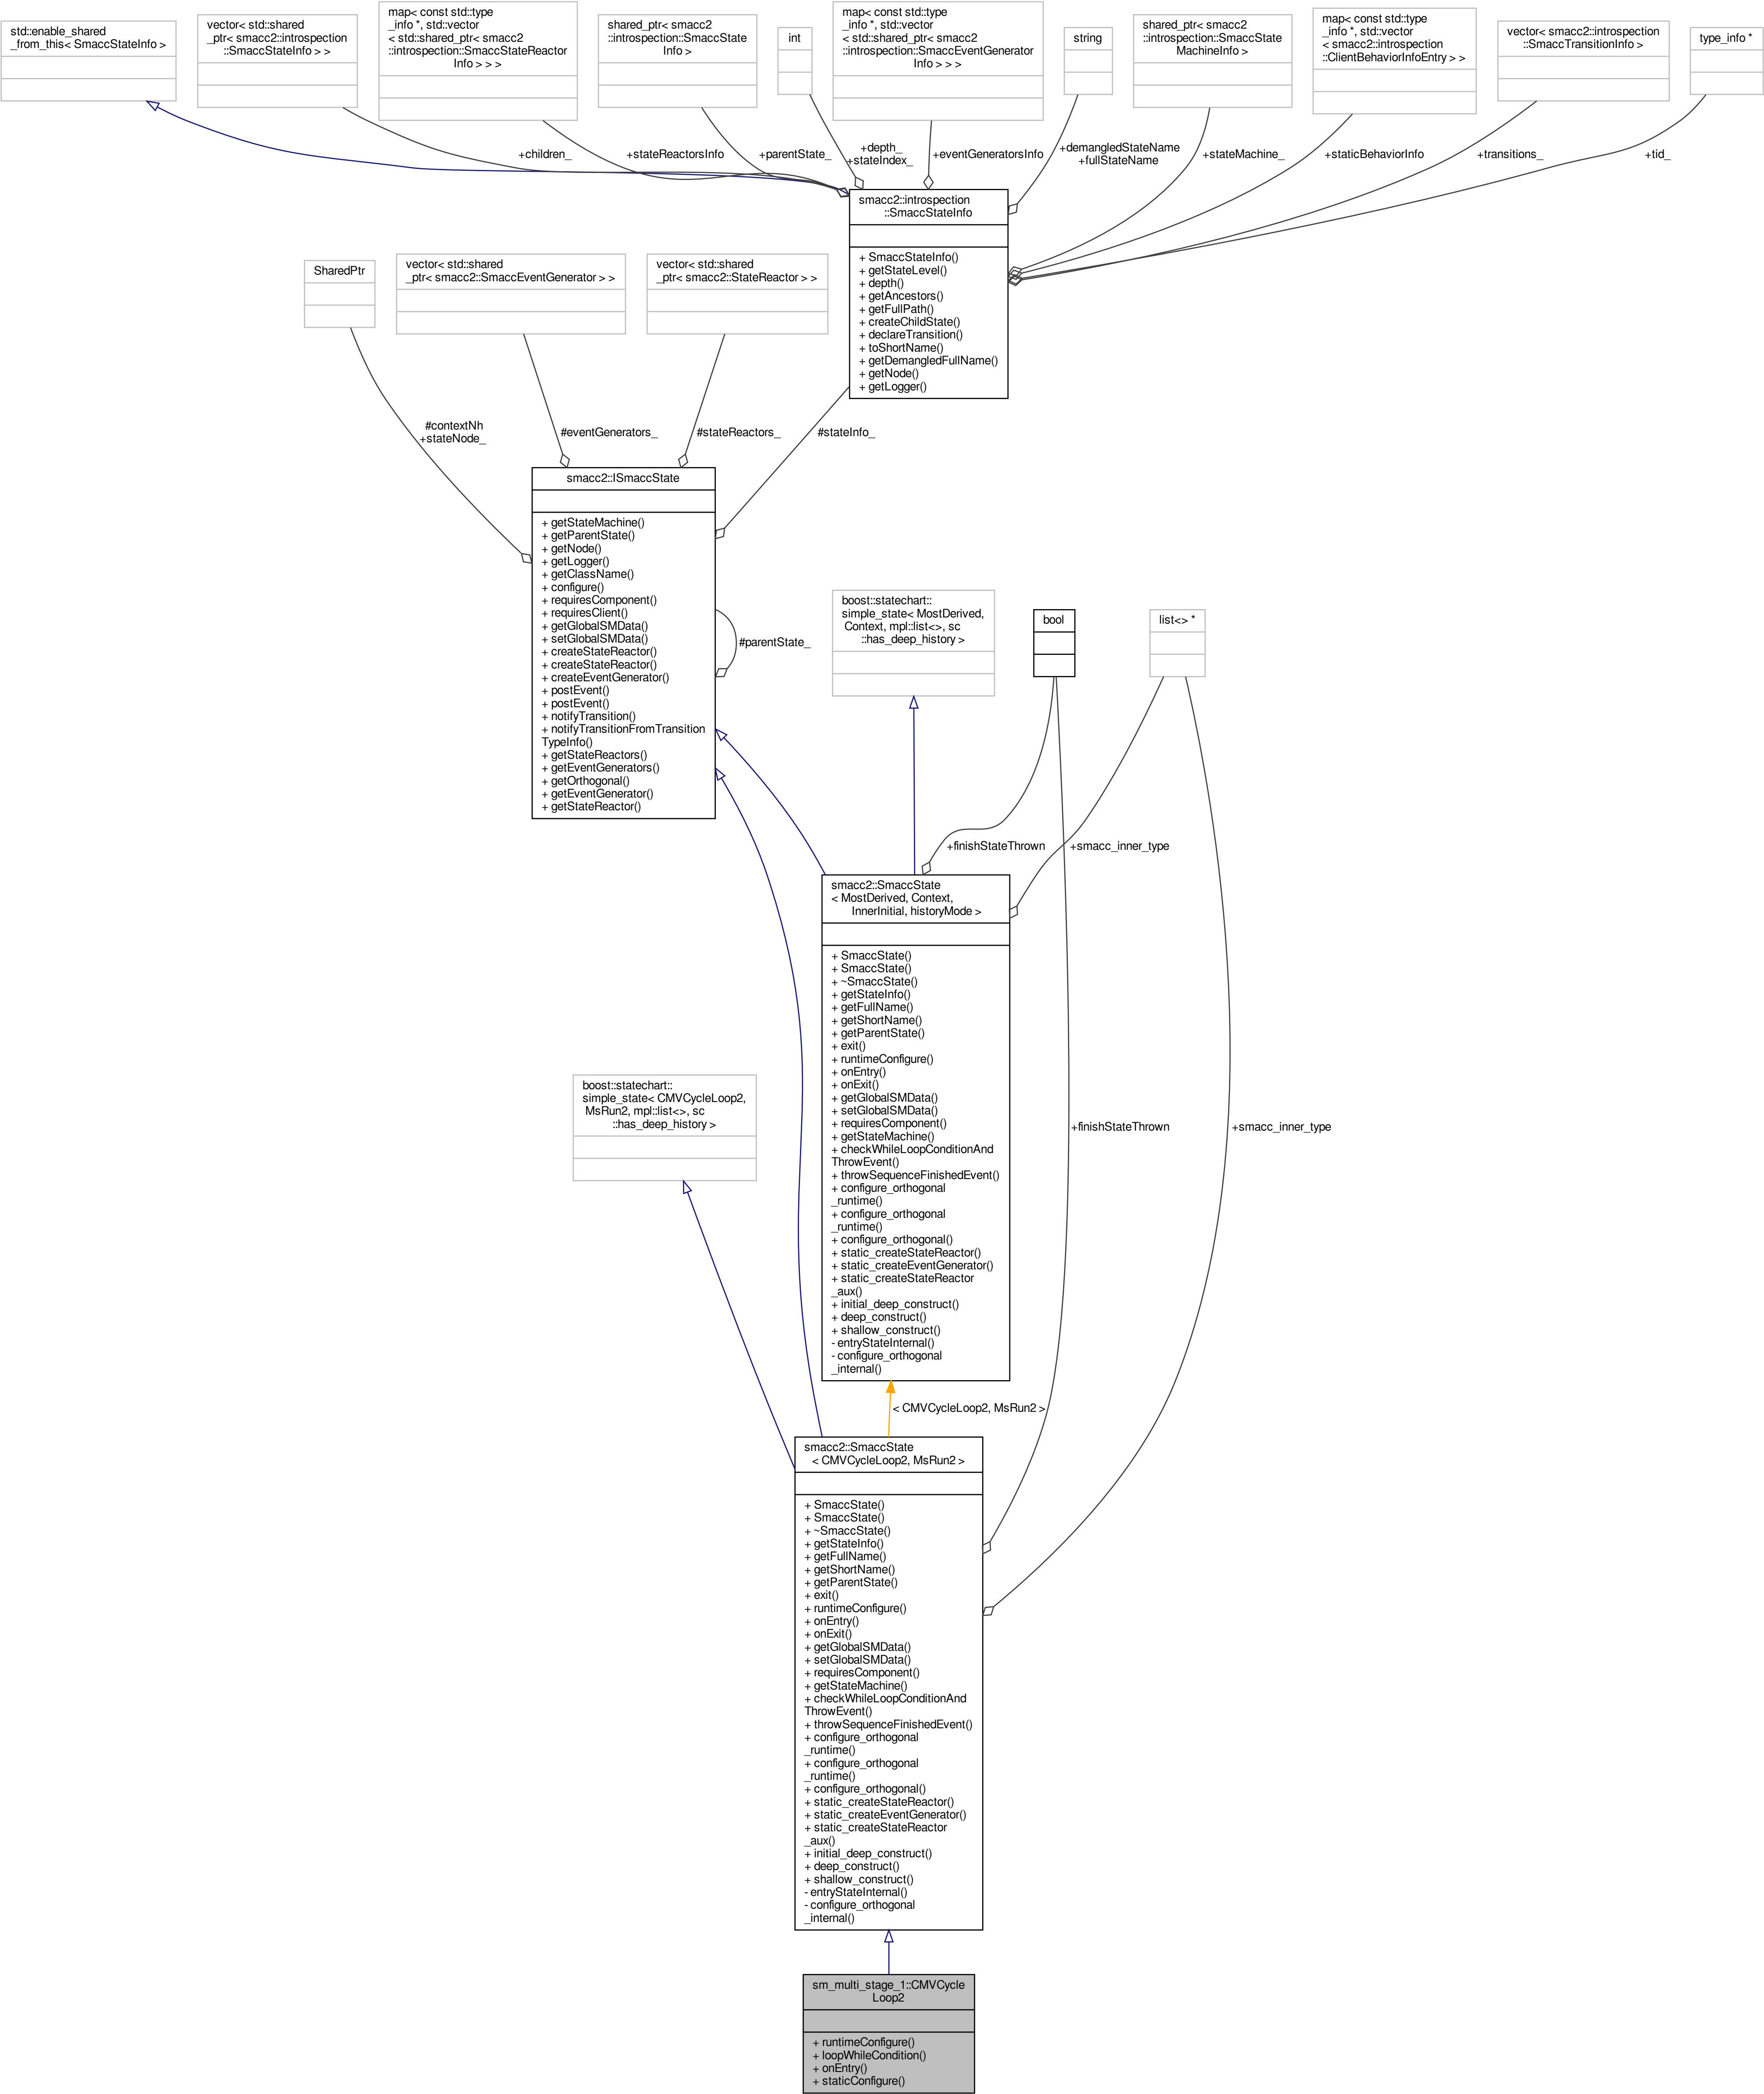 std::enable_shared
_from_this< SmaccStateInfo >
vector< std::shared
_ptr< smacc2::introspection
::SmaccStateInfo > >
map< const std::type
_info *, std::vector
< std::shared_ptr< smacc2
::introspection::SmaccStateReactor
Info > > >
shared_ptr< smacc2
::introspection::SmaccState
Info >
int
map< const std::type
_info *, std::vector
< std::shared_ptr< smacc2
::introspection::SmaccEventGenerator
Info > > >
string
shared_ptr< smacc2
::introspection::SmaccState
MachineInfo >
map< const std::type
_info *, std::vector
< smacc2::introspection
::ClientBehaviorInfoEntry > >
vector< smacc2::introspection
::SmaccTransitionInfo >
type_info *
+children_
+stateReactorsInfo
+parentState_
+depth_
+stateIndex_
+eventGeneratorsInfo
+demangledStateName
+fullStateName
+stateMachine_
+staticBehaviorInfo
+transitions_
+tid_
smacc2::introspection
::SmaccStateInfo
+ SmaccStateInfo()
+ getStateLevel()
+ depth()
+ getAncestors()
+ getFullPath()
+ createChildState()
+ declareTransition()
+ toShortName()
+ getDemangledFullName()
+ getNode()
+ getLogger()
SharedPtr
vector< std::shared
_ptr< smacc2::SmaccEventGenerator > >
vector< std::shared
_ptr< smacc2::StateReactor > >
#contextNh
+stateNode_
#eventGenerators_
#stateReactors_
#stateInfo_
smacc2::ISmaccState
+ getStateMachine()
+ getParentState()
+ getNode()
+ getLogger()
+ getClassName()
+ configure()
+ requiresComponent()
+ requiresClient()
+ getGlobalSMData()
+ setGlobalSMData()
+ createStateReactor()
+ createStateReactor()
+ createEventGenerator()
+ postEvent()
+ postEvent()
+ notifyTransition()
+ notifyTransitionFromTransition
TypeInfo()
+ getStateReactors()
+ getEventGenerators()
+ getOrthogonal()
+ getEventGenerator()
+ getStateReactor()
#parentState_
boost::statechart::
simple_state< MostDerived,
Context, mpl::list<>, sc
::has_deep_history >
bool
list<> *
+finishStateThrown
+smacc_inner_type
smacc2::SmaccState
< MostDerived, Context,
InnerInitial, historyMode >
+ SmaccState()
+ SmaccState()
+ ~SmaccState()
+ getStateInfo()
+ getFullName()
+ getShortName()
+ getParentState()
+ exit()
+ runtimeConfigure()
+ onEntry()
+ onExit()
+ getGlobalSMData()
+ setGlobalSMData()
+ requiresComponent()
+ getStateMachine()
+ checkWhileLoopConditionAnd
ThrowEvent()
+ throwSequenceFinishedEvent()
+ configure_orthogonal
_runtime()
+ configure_orthogonal
_runtime()
+ configure_orthogonal()
+ static_createStateReactor()
+ static_createEventGenerator()
+ static_createStateReactor
_aux()
+ initial_deep_construct()
+ deep_construct()
+ shallow_construct()
- entryStateInternal()
- configure_orthogonal
_internal()
boost::statechart::
simple_state< CMVCycleLoop2,
MsRun2, mpl::list<>, sc
::has_deep_history >
+finishStateThrown
+smacc_inner_type
< CMVCycleLoop2, MsRun2 >
smacc2::SmaccState
< CMVCycleLoop2, MsRun2 >
+ SmaccState()
+ SmaccState()
+ ~SmaccState()
+ getStateInfo()
+ getFullName()
+ getShortName()
+ getParentState()
+ exit()
+ runtimeConfigure()
+ onEntry()
+ onExit()
+ getGlobalSMData()
+ setGlobalSMData()
+ requiresComponent()
+ getStateMachine()
+ checkWhileLoopConditionAnd
ThrowEvent()
+ throwSequenceFinishedEvent()
+ configure_orthogonal
_runtime()
+ configure_orthogonal
_runtime()
+ configure_orthogonal()
+ static_createStateReactor()
+ static_createEventGenerator()
+ static_createStateReactor
_aux()
+ initial_deep_construct()
+ deep_construct()
+ shallow_construct()
- entryStateInternal()
- configure_orthogonal
_internal()
sm_multi_stage_1::CMVCycle
Loop2
+ runtimeConfigure()
+ loopWhileCondition()
+ onEntry()
+ staticConfigure()